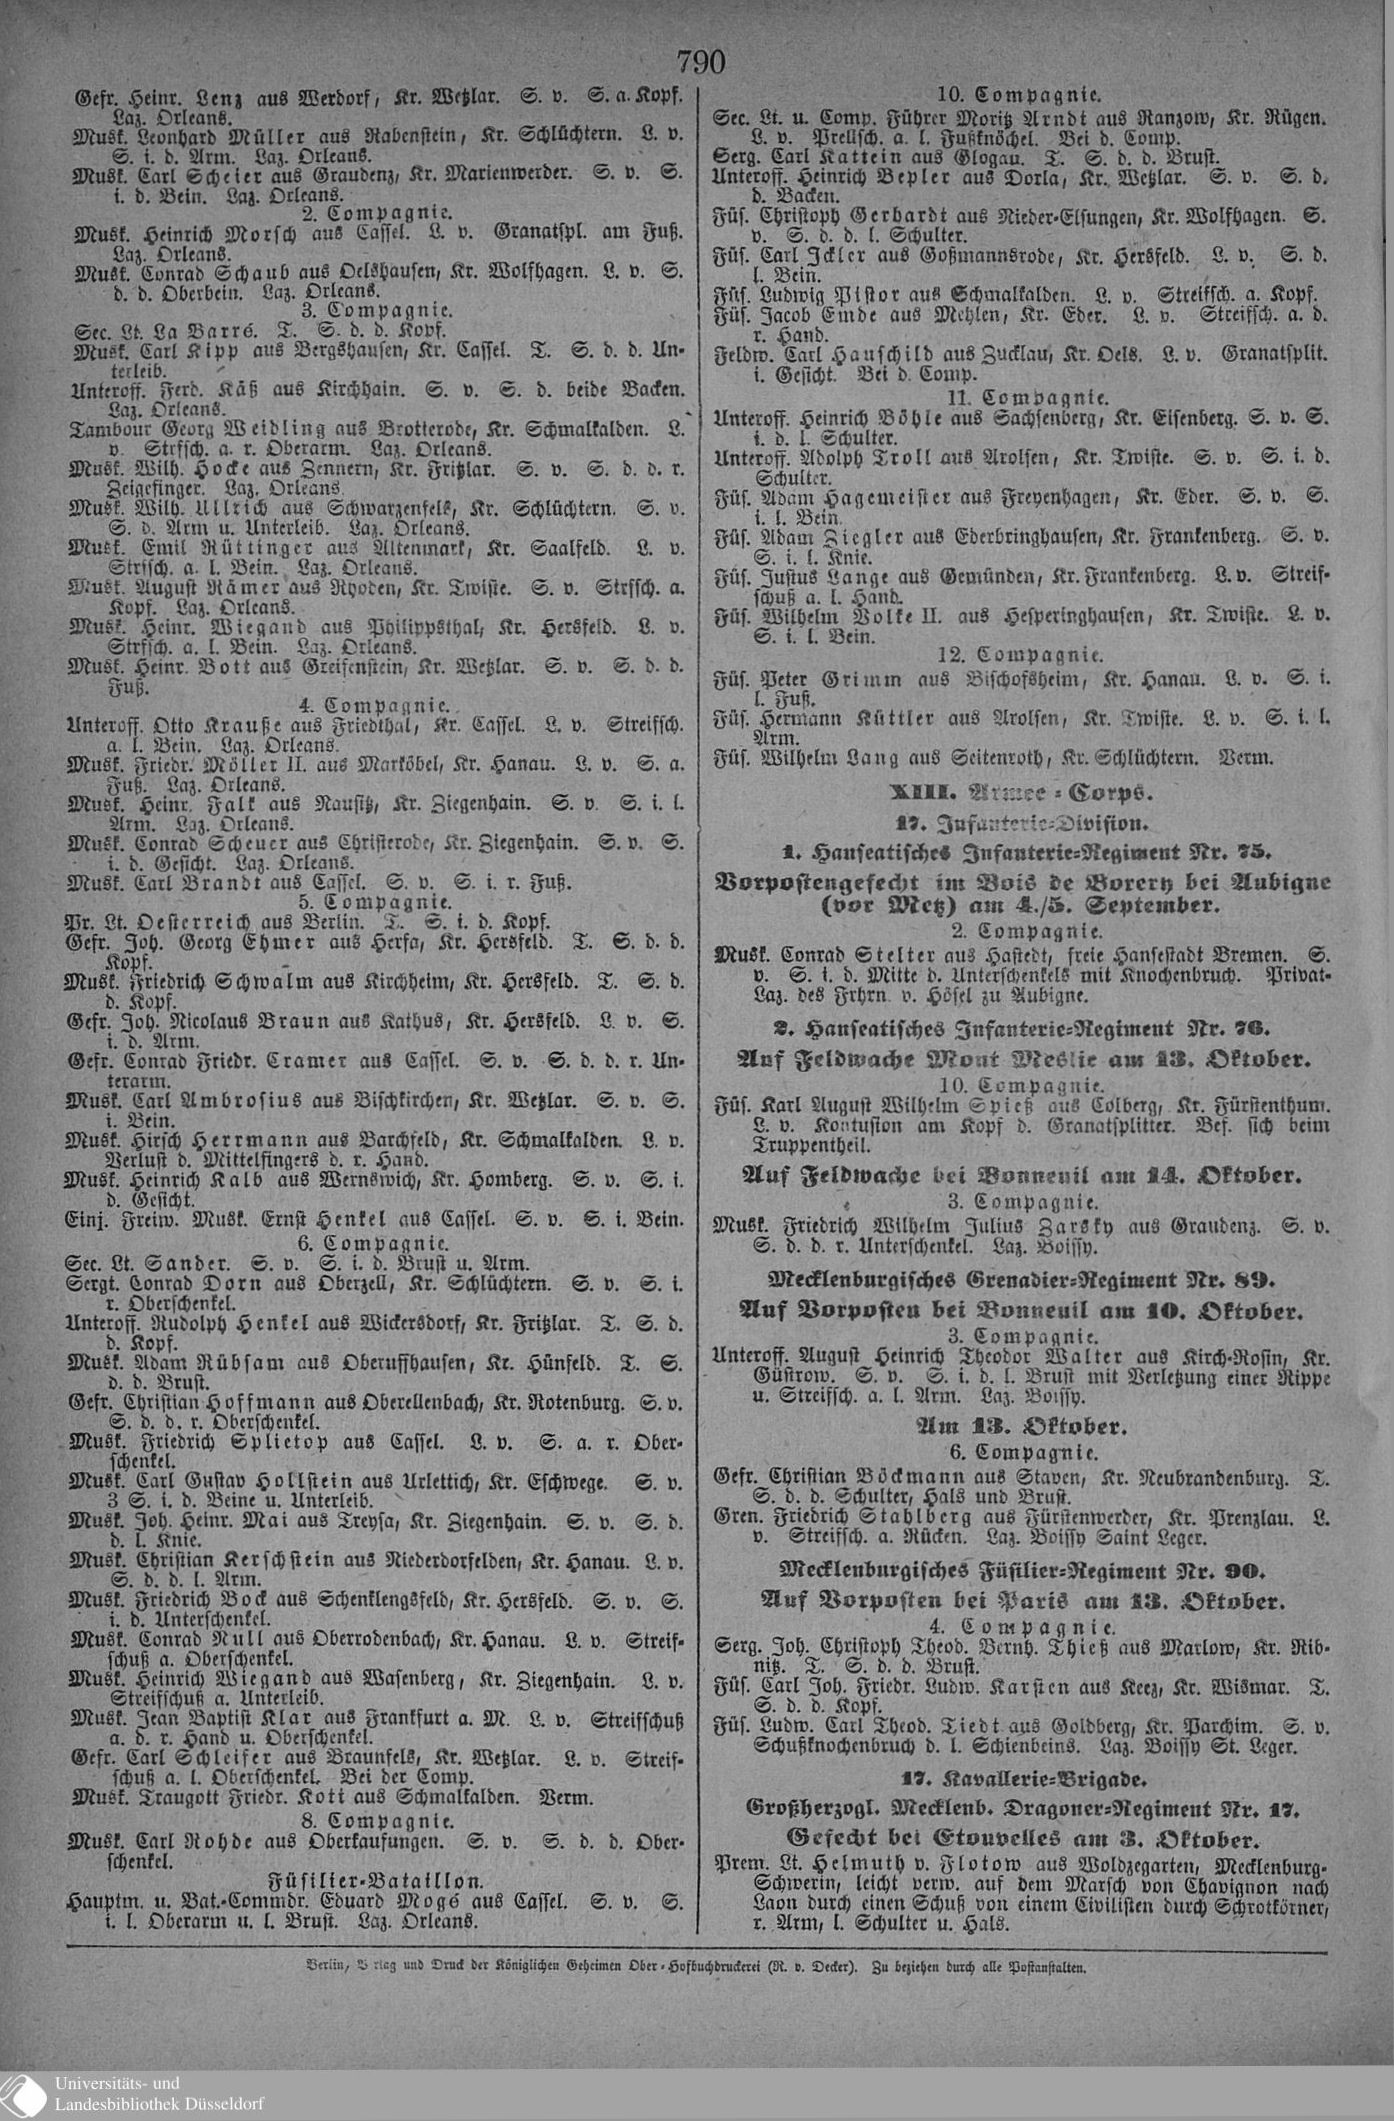 790
Gefr. Heinr. Lenz aus Werdorf, Kr. Wetzlar. S. v. S. a. Kopf.
Laz. Orleans.
Musk. Leonhard Müller aus Rabenstein, Kr. Schlüchtern. L. v.
S. i. d. Arm. Laz. Orleans.
Musk. Carl Scheier aus Graudenz, Kr. Marienwerder. S. v. S.
i. d. Bein. Laz. Orleans.
2. Compagnie.
Musk. Heinrich Morsch aus Cassel. L. v. Granatspl. am Fuß.
Laz. Orleans.
Musk. Conrad Schaub aus Oelshausen, Kr. Wolfhagen. L. v. S.
d. d. Oberbein. Laz. Orleans.
3. Compagnie.
Sec. Lt. La Barré. T. S. d. d. Kopf.
Musk. Carl Kipp aus Bergshausen, Kr. Cassel. T. S. d. d. Un-
terleib.
Unteroff. Ferd. Käß aus Kirchhain. S. v. S. d. beide Backen.
Laz. Orleans.
Tambour Georg Weidling aus Brotterode, Kr. Schmalkalden. L.
v. Strfsch. a. r. Oberarm. Laz. Orleans.
Musk. Wilh. Hocke aus Zennern, Kr. Fritzlar. S. v. S. d. d. r.
Zeigefinger. Laz. Orleans.
Musk. Wilh. Ullrich aus Schwarzenfels, Kr. Schlüchtern. S. v.
S. d. Arm u. Unterleib. Laz. Orleans.
Musk. Emil Rüttinger aus Altenmark, Kr. Saalfeld. L. v.
Strfsch. a. l. Bein. Laz. Orleans.
Musk. August Rämer aus Rhoden, Kr. Twiste. S. v. Strfsch. a.
Kopf. Laz. Orleans.
Musk. Heinr. Wiegand aus Philippsthal, Kr. Hersfeld. L. v.
Strfsch. a. l. Bein. Laz. Orleans.
Musk. Heinr. Bott aus Greifenstein, Kr. Wetzlar. S. v. S. d. d.
Fuß.
4. Compagnie.
Unteroff. Otto Krauße aus Friedthal, Kr. Cassel. L. v. Streifsch.
a. l. Bein. Laz. Orleans.
Musk. Friedr. Möller II. aus Marköbel, Kr. Hanau. L. v. S. a.
Fuß. Laz. Orleans.
Musk. Heinr. Falk aus Nausitz, Kr. Ziegenhain. S. v. S. i. l.
Arm. Laz. Orleans.
Musk. Conrad Scheuer aus Christerode, Kr. Ziegenhain. S. v. S.
i. d. Gesicht. Laz. Orleans.
Musk. Carl Brandt aus Cassel. S. v. S. i. r. Fuß.
5. Compagnie.
Pr. Lt. Oesterreich aus Berlin. T. S. i. d. Kopf.
Gefr. Joh. Georg Ehmer aus Herfa, Kr. Hersfeld. T. S. d. d.
Kopf.
Musk. Friedrich Schwalm aus Kirchheim, Kr. Hersfeld. T. S. d.
d. Kopf.
Gefr. Joh. Nicolaus Braun aus Kathus, Kr. Hersfeld. L. v. S.
i. d. Arm.
Gefr. Conrad Friedr. Cramer aus Cassel. S. v. S. d. d. r. Un-
terarm.
Musk. Carl Ambrosius aus Bischkirchen, Kr. Wetzlar. S. v. S.
i. Bein.
Musk. Hirsch Herrmann aus Barchfeld, Kr. Schmalkalden. L. v.
Verlust d. Mittelfingers d. r. Hand.
Musk. Heinrich Kalb aus Wernswich, Kr. Homberg. S. v. S. i.
d. Gesicht.
Einj. Freiw. Musk. Ernst Henkel aus Cassel. S. v. S. i. Bein.
6. Compagnie.
Sec. Lt. Sander. S. v. S. i. d. Brust u. Arm.
Sergt. Conrad Dorn aus Oberzell, Kr. Schlüchtern. S. v. S. i.
r. Oberschenkel.
Unteroff. Rudolph Henkel aus Wickersdorf, Kr. Fritzlar. T. S. d.
d. Kopf.
Musk. Adam Rübsam aus Oberuffhausen, Kr. Hünfeld. T. S.
d. d. Brust.
Gefr. Christian Hoffmann aus Oberellenbach, Kr. Rotenburg. S. v.
S. d. d. r. Oberschenkel.
Musk. Friedrich Splietop aus Cassel. L. v. S. a. r. Ober-
schenkel.
Musk. Carl Gustav Hollstein aus Urlettich, Kr. Eschwege. S. v.
3 S. i. d. Beine u. Unterleib.
Musk. Joh. Heinr. Mai aus Treysa, Kr. Ziegenhain. S. v. S. d.
d. l. Knie.
Musk. Christian Kerschstein aus Niederdorfelden, Kr. Hanau. L. v.
S. d. d. l. Arm.
Musk. Friedrich Bock aus Schenklengsfeld, Kr. Hersfeld. S. v. S.
i. d. Unterschenkel.
Musk. Conrad Null aus Oberrodenbach, Kr. Hanau. L. v. Streif-
schuß a. Oberschenkel.
Musk. Heinrich Wiegand aus Wasenberg, Kr. Ziegenhain. L. v.
Streifschuß a. Unterleib.
Musk. Jean Baptist Klar aus Frankfurt a. M. L. v. Streifschuß
a. d. r. Hand u. Oberschenkel.
Gefr. Carl Schleifer aus Braunfels, Kr. Wetzlar. L. v. Streif-
schuß a. l. Oberschenkel. Bei der Comp.
Musk. Traugott Friedr. Koti aus Schmalkalden. Verm.
8. Compagnie.
Musk. Carl Rohde aus Oberkaufungen. S. v. S. d. d. Ober-
schenkel.
Füsilier-Bataillon.
Hauptm. u. Bat.-Commdr. Eduard Mogs aus Cassel. S. v. S.
i. l. Oberarm u. l. Brust. Laz. Orleans.
10. Compagnie.
Sec. Lt. u. Comp. Führer Moritz Arndt aus Ranzow, Kr. Rügen.
L. v. Prellsch. a. l. Fußknöchel. Bei d. Comp.
Serg. Carl Kattein aus Glogau. T. S. d. d. Brust.
Unteroff. Heinrich Bepler aus Dorla, Kr. Wetzlar. S. v. S. d.
d. Backen.
Füs. Christoph Gerhardt aus Nieder-Elsungen, Kr. Wolfhagen. S.
v. S. d. d. l. Schulter.
Füs. Carl Ickler aus Goßmannsrode, Kr. Hersfeld. L. v. S. d.
l. Bein.
Füs. Ludwig Pistor aus Schmalkalden. L. v. Streifsch. a. Kopf.
Füs. Jacob Emde aus Mehlen, Kr. Eder. L. v. Streifsch. a. d.
r. Hand.
Feldw. Carl Hauschild aus Zucklau, Kr. Oels. L. v. Granatsplit.
i. Gesicht. Bei d. Comp.
11. Compagnie.
Unteroff. Heinrich Böhle aus Sachsenberg, Kr. Eisenberg. S. v. S.
i. d. l. Schulter.
Unteroff. Adolph Troll aus Arolsen, Kr. Twiste. S. v. S. i. d.
Schulter.
Füs. Adam Hagemeister aus Freyenhagen, Kr. Eder. S. v. S.
i. l. Bein.
Füs. Adam Ziegler aus Ederbringhausen, Kr. Frankenberg. S. v.
S. i. l. Knie.
Füs. Justus Lange aus Gemünden, Kr. Frankenberg. L. v. Streif-
schuß a. l. Hand.
Füs. Wilhelm Volke II. aus Hesperinghausen, Kr. Twiste. L. v.
S. i. l. Bein.
12. Compagnie.
Füs. Peter Grimm aus Bischofsheim, Kr. Hanau. L. v. S. i.
l. Fuß.
Füs. Hermann Küttler aus Arolsen, Kr. Twiste. L. v. S. i. l.
Arm.
Füs. Wilhelm Lang aus Seitenroth, Kr. Schlüchtern. Verm.
XIII. Armee-Corps.
17. Infanterie-Division.
1. Hanseatisches Infanterie-Regiment Nr. 75.
Vorpostengefecht im Bois de Borery bei Aubigne
(vor Metz) am 4./5. September.
2. Compagnie.
Musk. Conrad Stelter aus Hastedt, freie Hansestadt Bremen. S.
v. S. i. d. Mitte d. Unterschenkels mit Knochenbruch. Privat-
Laz. des Frhrn. v. Hösel zu Aubigne.
2. Hanseatisches Infanterie-Regiment Nr. 76.
Auf Feldwache Mont Meslie am 13. Oktober.
10. Compagnie.
Füs. Karl August Wilhelm Spieß aus Colberg, Kr. Fürstenthum.
L. v. Kontusion am Kopf d. Granatsplitter. Bef. sich beim
Truppentheil.
Auf Feldwache bei Bonneuil am 14. Oktober.
3. Compagnie.
Musk. Friedrich Wilhelm Julius Zarsky aus Graudenz. S. v.
S. d. d. r. Unterschenkel. Laz. Boissy.
Mecklenburgisches Grenadier-Regiment Nr. 89.
Auf Vorposten bei Bonneuil am 10. Oktober.
3. Compagnie.
Unteroff. August Heinrich Theodor Walter aus Kirch-Rosin, Kr.
Güstrow. S. v. S. i. d. l. Brust mit Verletzung einer Rippe
u. Streifsch. a. l. Arm. Laz. Boissy.
Am 13. Oktober.
6. Compagnie.
Gefr. Christian Böckmann aus Staven, Kr. Neubrandenburg. T.
S. d. d. Schulter, Hals und Brust.
Gren. Friedrich Stahlberg aus Fürstenwerder, Kr. Prenzlau. L.
v. Streifsch. a. Rücken. Laz. Boissy Saint Leger.
Mecklenburgisches Füsilier-Regiment Nr. 90.
Auf Vorposten bei Paris am 13. Oktober.
4. Compagnie.
Serg. Joh. Christoph Theod. Bernh. Thieß aus Marlow, Kr. Rib-
nitz. T. S. d. d. Brust.
Füs. Carl Joh. Friedr. Ludw. Karsten aus Keez, Kr. Wismar. T.
S. d. d. Kopf.
Füs. Ludw. Carl Theod. Tiedt aus Goldberg, Kr. Parchim. S. v.
Schußknochenbruch d. l. Schienbeins. Laz. Boissy St. Leger.
17. Kavallerie-Brigade.
Großherzogl. Mecklenb. Dragoner-Regiment Nr. 17.
Gefecht bei Etouvelles am 3. Oktober.
Prem. Lt. Helmuth v. Flotow aus Woldzegarten, Mecklenburg-
Schwerin, leicht verw. auf dem Marsch von Chavignon nach
Laon durch einen Schuß von einem Civilisten durch Schrotkörner,
r. Arm, l. Schulter u. Hals.
Berlin, Verlag und Druck der Königlichen Geheimen Ober-Hofbuchdruckerei (R. v. Decker). Zu beziehen durch alle Postanstalten.
Universitäts- und
Landesbibliothek Düsseldorf